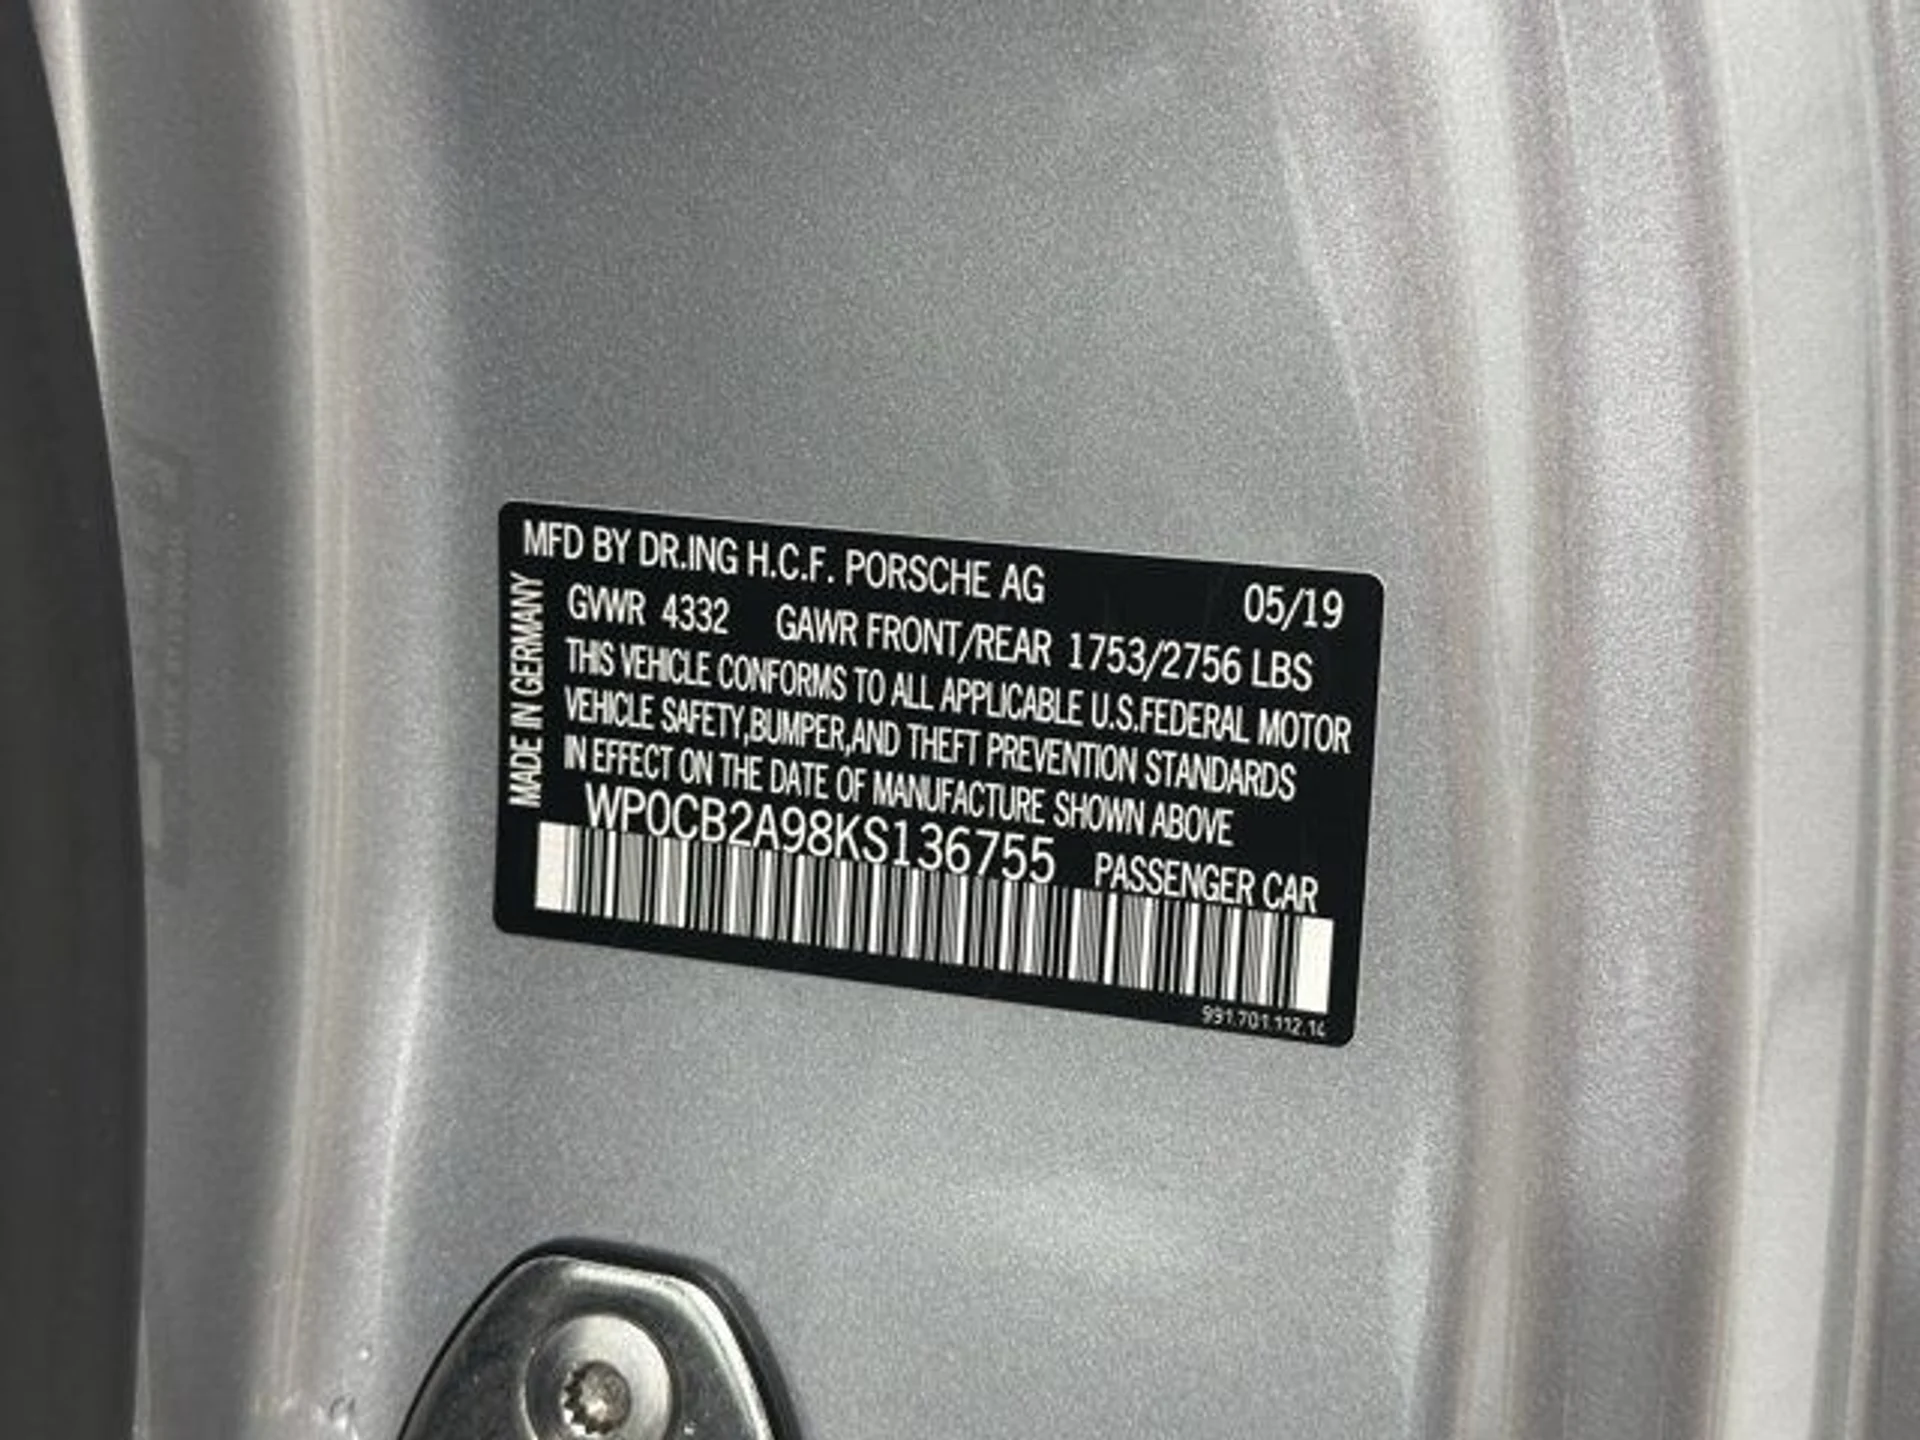 MFD BY DR.ING H.C.F. PORSCHE AG 05/19
GVWR 4332 GAWR FRONT/REAR 1753/2756 LBS
THIS VEHICLE CONFORMS TO ALL APPLICABLE U.S.FEDERAL MOTOR
VEHICLE SAFETY,BUMPER,AND THEFT PREVENTION STANDARDS
IN EFFECT ON THE DATE OF MANUFACTURE SHOWN ABOVE
WP0CB2A98KS136755 PASSENGER CAR
991.701.112.14
MADE IN GERMANY